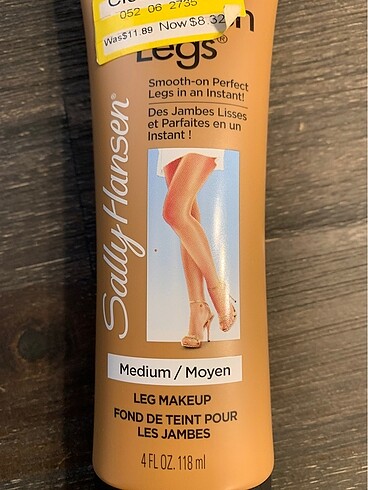 052 06 2735
Was$11.89 Now $8.32
Legs®
Smooth-on Perfect
Legs in an Instant!
Des Jambes Lisses
et Parfaites en un
Instant !
Sally Hansen®
Medium / Moyen
LEG MAKEUP
FOND DE TEINT POUR
LES JAMBES
4 FL OZ. 118 ml